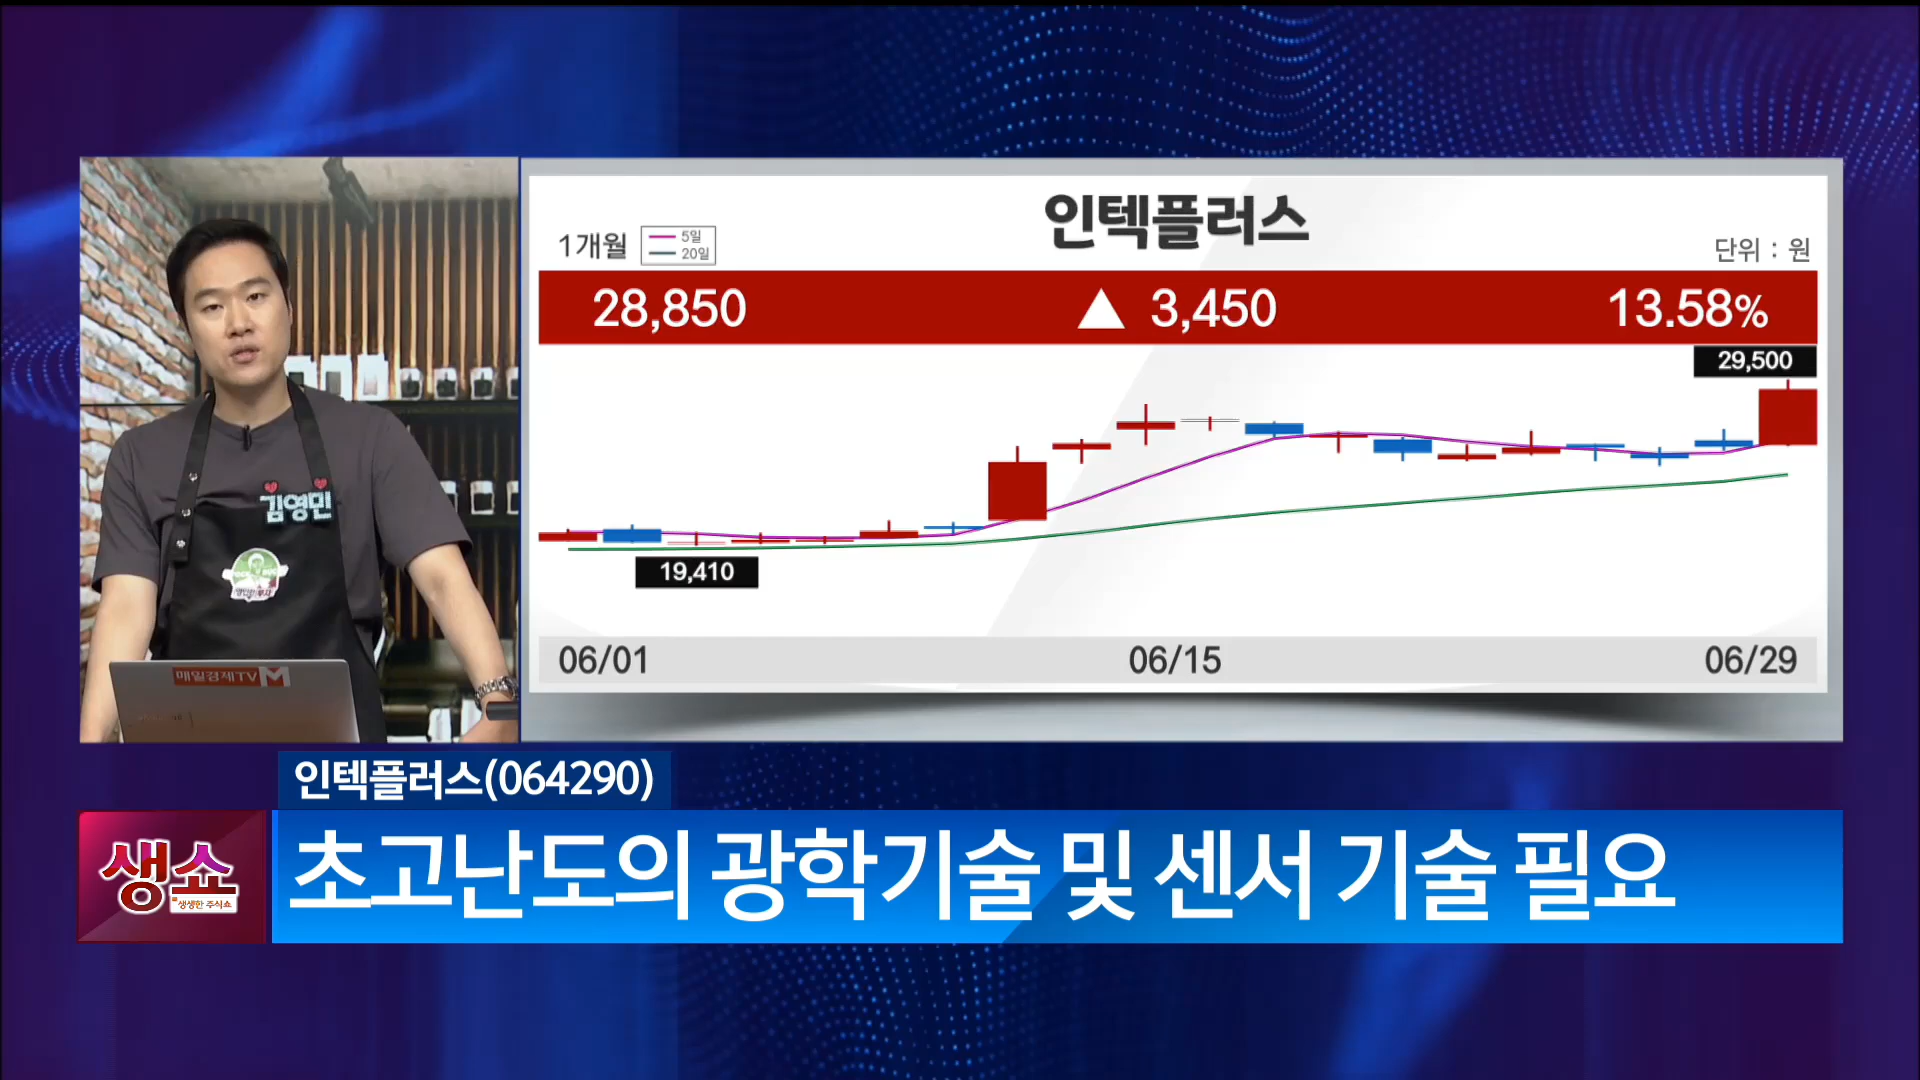 인텍플러스
1개월
5일
20일
단위 : 원
28,850 ▲ 3,450 13.58%
29,500
19,410
06/01 06/15 06/29
김영민
매일경제TV M
인텍플러스(064290)
생쇼
생생한 주식쇼
초고난도의 광학기술 및 센서 기술 필요